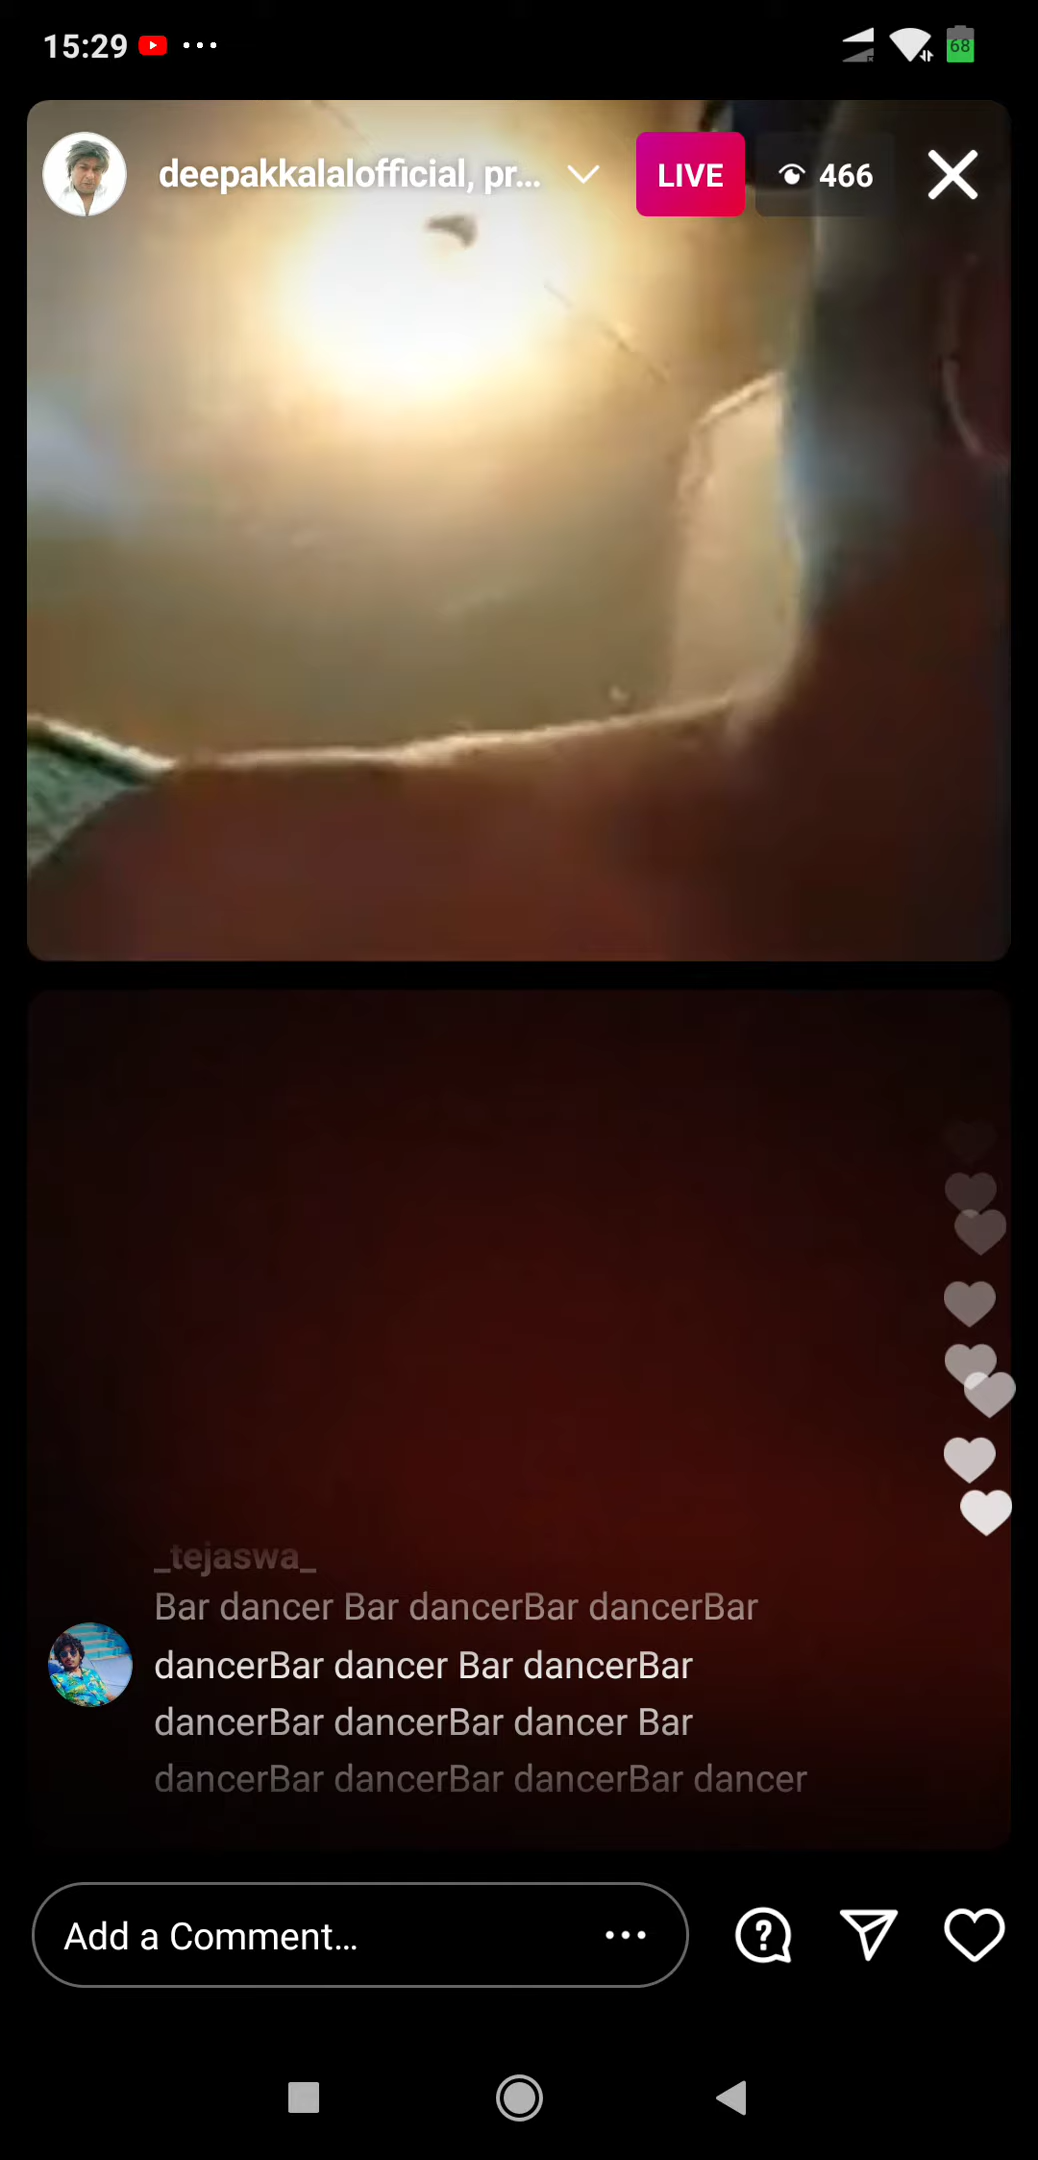 15:29
68
deepakkalalofficial, pr...
LIVE
466
_tejaswa_
Bar dancer Bar dancerBar dancerBar
dancerBar dancer Bar dancerBar
dancerBar dancerBar dancer Bar
dancerBar dancerBar dancerBar dancer
Add a Comment...